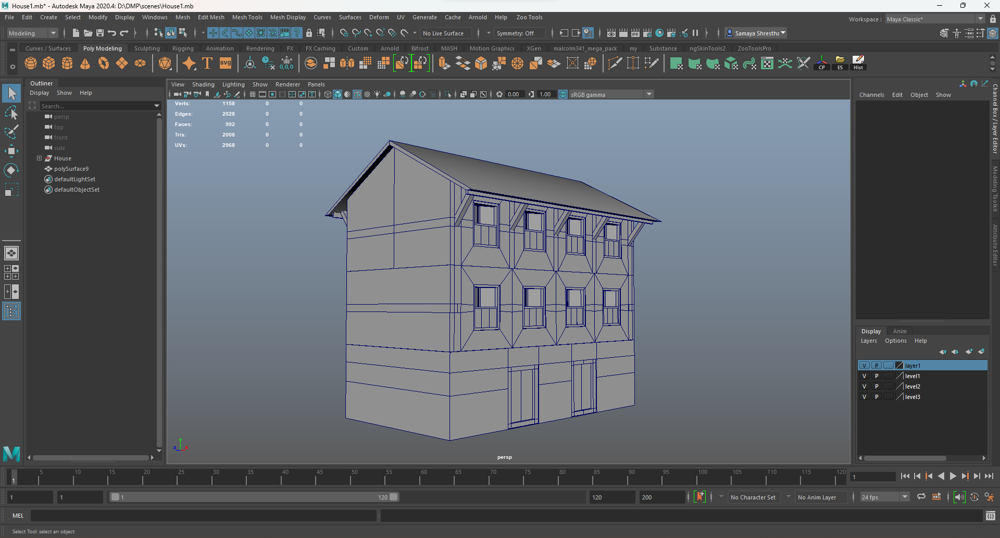 House1.mb* - Autodesk Maya 2020.4: D:\DMP\scenes\House1.mb
File Edit Create Select Modify Display Windows Mesh Edit Mesh Mesh Tools Mesh Display Curves Surfaces Deform UV Generate Cache Arnold Help Zoo Tools
Workspace : Maya Classic*
Modeling No Live Surface Symmetry: Off IPR Samaya Shrestha
Curves / Surfaces Poly Modeling Sculpting Rigging Animation Rendering FX FX Caching Custom Arnold Bifrost MASH Motion Graphics XGen malcolm341_mega_pack my Substance ngSkinTools2 ZooToolsPro
T SVG 0,0,0 CP ES Hist
Outliner
Display Show Help
Search...
persp
top
front
side
House
polySurface9
defaultLightSet
defaultObjectSet
View Shading Lighting Show Renderer Panels
0.00 1.00 ON sRGB gamma
Verts: 1158 0 0
Edges: 2028 0 0
Faces: 992 0 0
Tris: 2008 0 0
UVs: 2968 0 0
y
z x
persp
Channels Edit Object Show
Channel Box / Layer Editor
Modeling Toolkit
Attribute Editor
Display Anim
Layers Options Help
V P layer1
V P level1
V P level2
V P level3
1 5 10 15 20 25 30 35 40 45 50 55 60 65 70 75 80 85 90 95 100 105 110 115 120 1
1 1 1 120 120 200 No Character Set No Anim Layer 24 fps
MEL
Select Tool: select an object